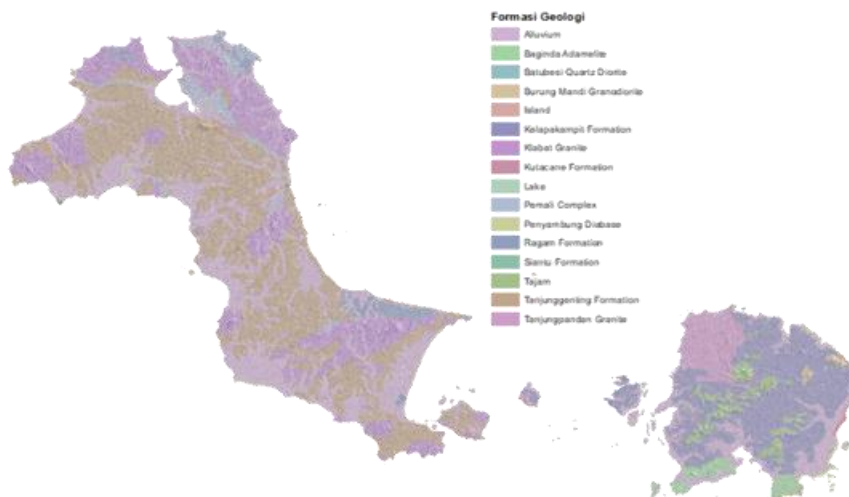 Formasi Geologi
Alluvium
Baginda Adamelite
Batubesi Quartz Diorite
Burung Mandi Granodiorite
Island
Kelapakampit Formation
Klabat Granite
Kutacane Formation
Lake
Pemali Complex
Penyambung Diabase
Ragam Formation
Siantu Formation
Tajam
Tanjunggenting Formation
Tanjungpandan Granite